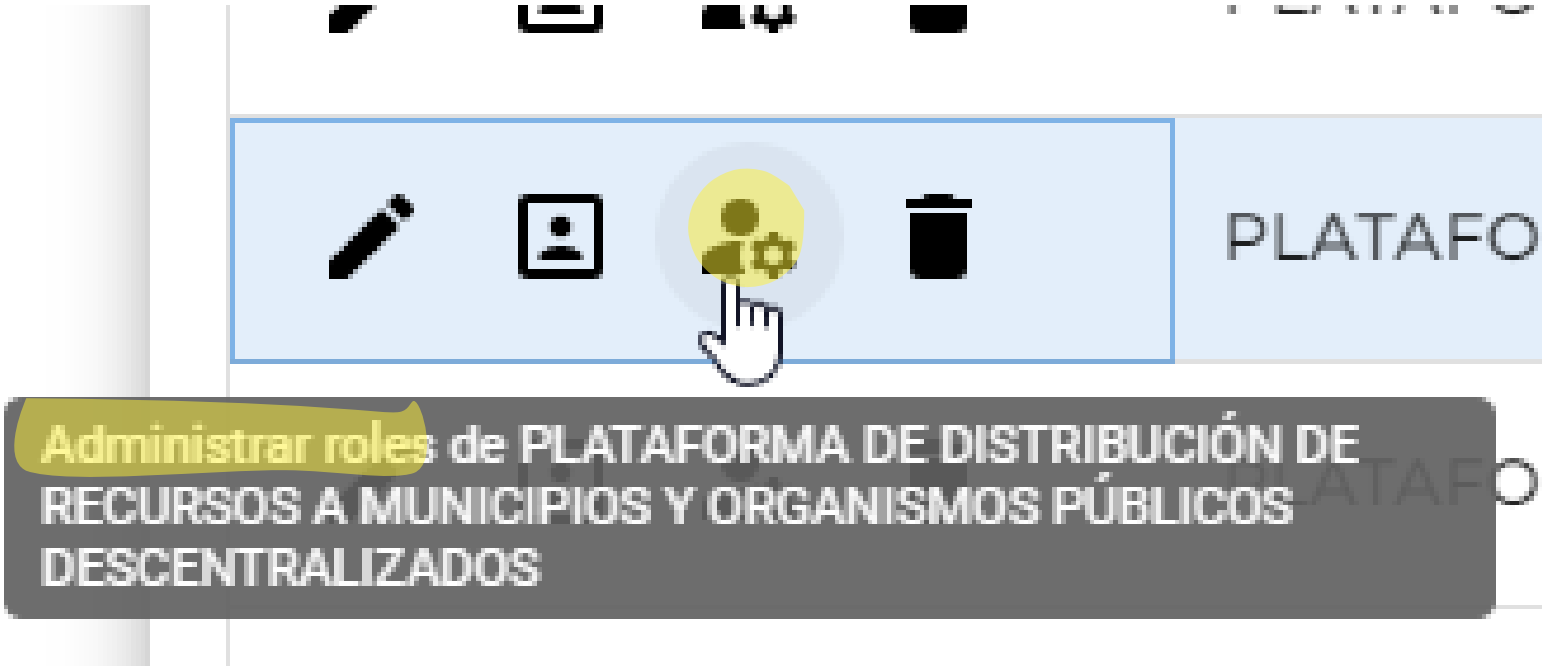 PLATAFO
Administrar roles de PLATAFORMA DE DISTRIBUCIÓN DE
RECURSOS A MUNICIPIOS Y ORGANISMOS PÚBLICOS
DESCENTRALIZADOS